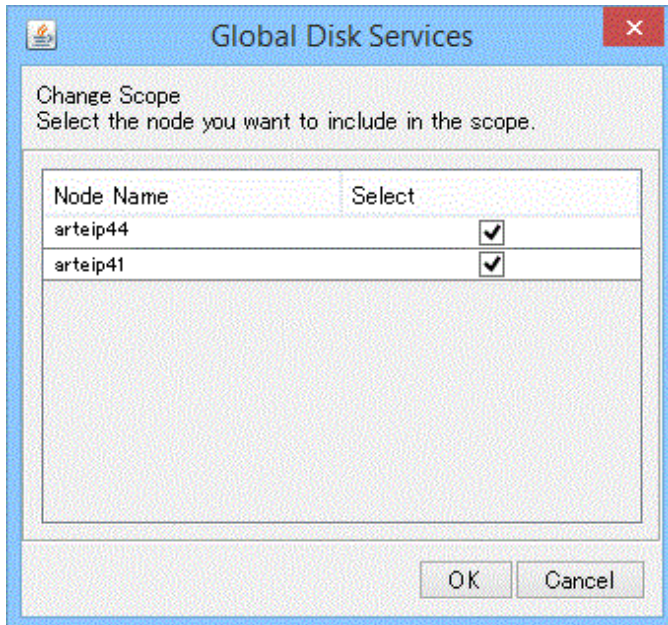 Global Disk Services
Change Scope
Select the node you want to include in the scope.
Node Name Select
arteip44
arteip41
OK Cancel